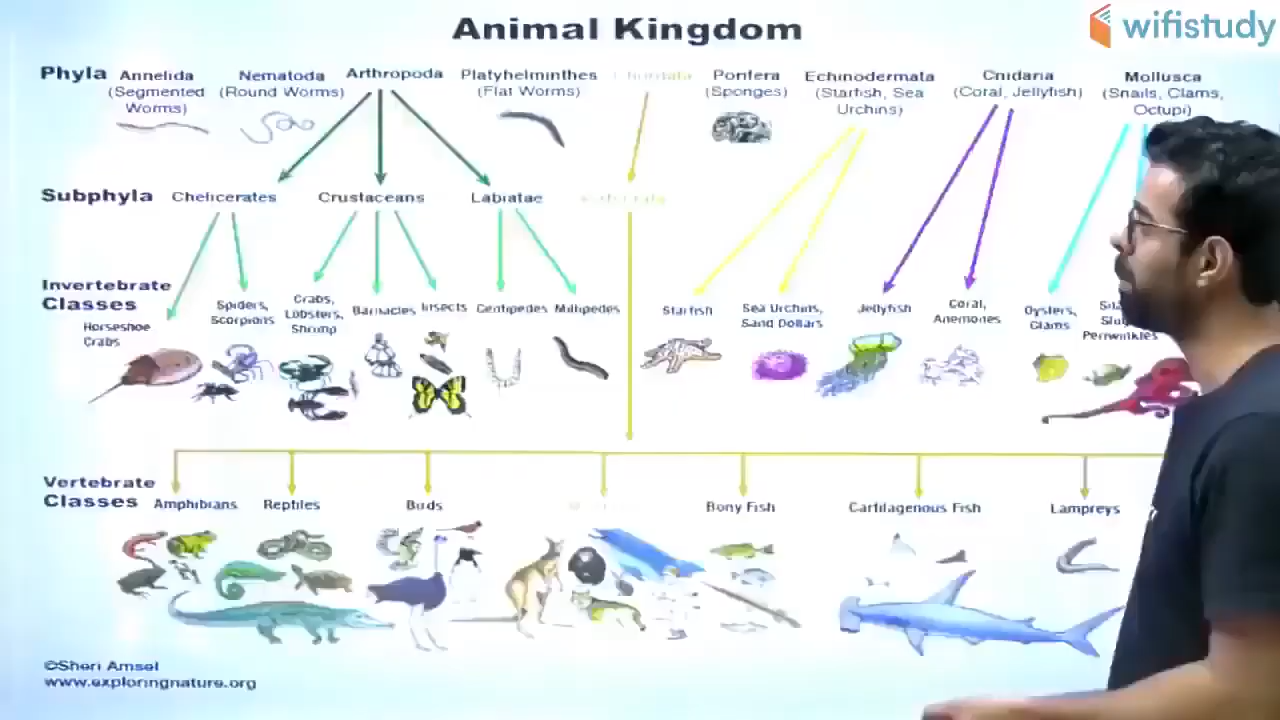 Animal Kingdom
wifistudy
Phyla
Annelida
(Segmented
Worms)
Nematoda
(Round Worms)
Arthropoda
Platyhelminthes
(Flat Worms)
Chordata
Porifera
(Sponges)
Echinodermata
(Starfish, Sea
Urchins)
Cnidaria
(Coral, Jellyfish)
Mollusca
(Snails, Clams,
Octupi)
Subphyla
Chelicerates
Crustaceans
Labiatae
Invertebrate
Classes
Horseshoe
Crabs
Spiders,
Scorpions
Crabs,
Lobsters,
Shrimp
Barnacles
Insects
Centipedes
Millipedes
Starfish
Sea Urchins,
Sand Dollars
Jellyfish
Coral,
Anemones
Oysters,
Clams
Periwinkles
Vertebrate
Classes
Amphibians
Reptiles
Birds
Bony Fish
Cartilagenous Fish
Lampreys
©Sheri Amsel
www.exploringnature.org